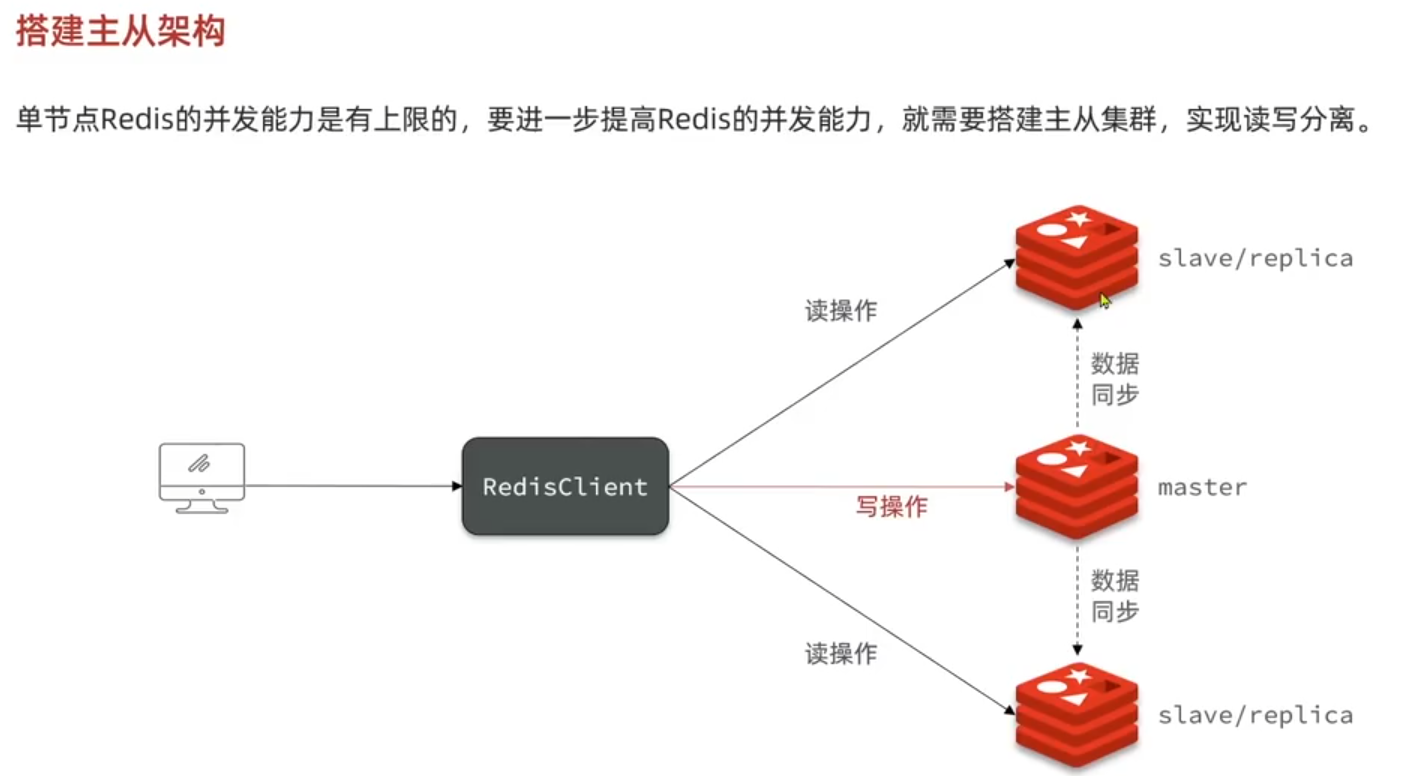 搭建主从架构
单节点Redis的并发能力是有上限的，要进一步提高Redis的并发能力，就需要搭建主从集群，实现读写分离。
slave/replica
读操作
数据
同步
RedisClient
写操作
master
数据
同步
读操作
slave/replica